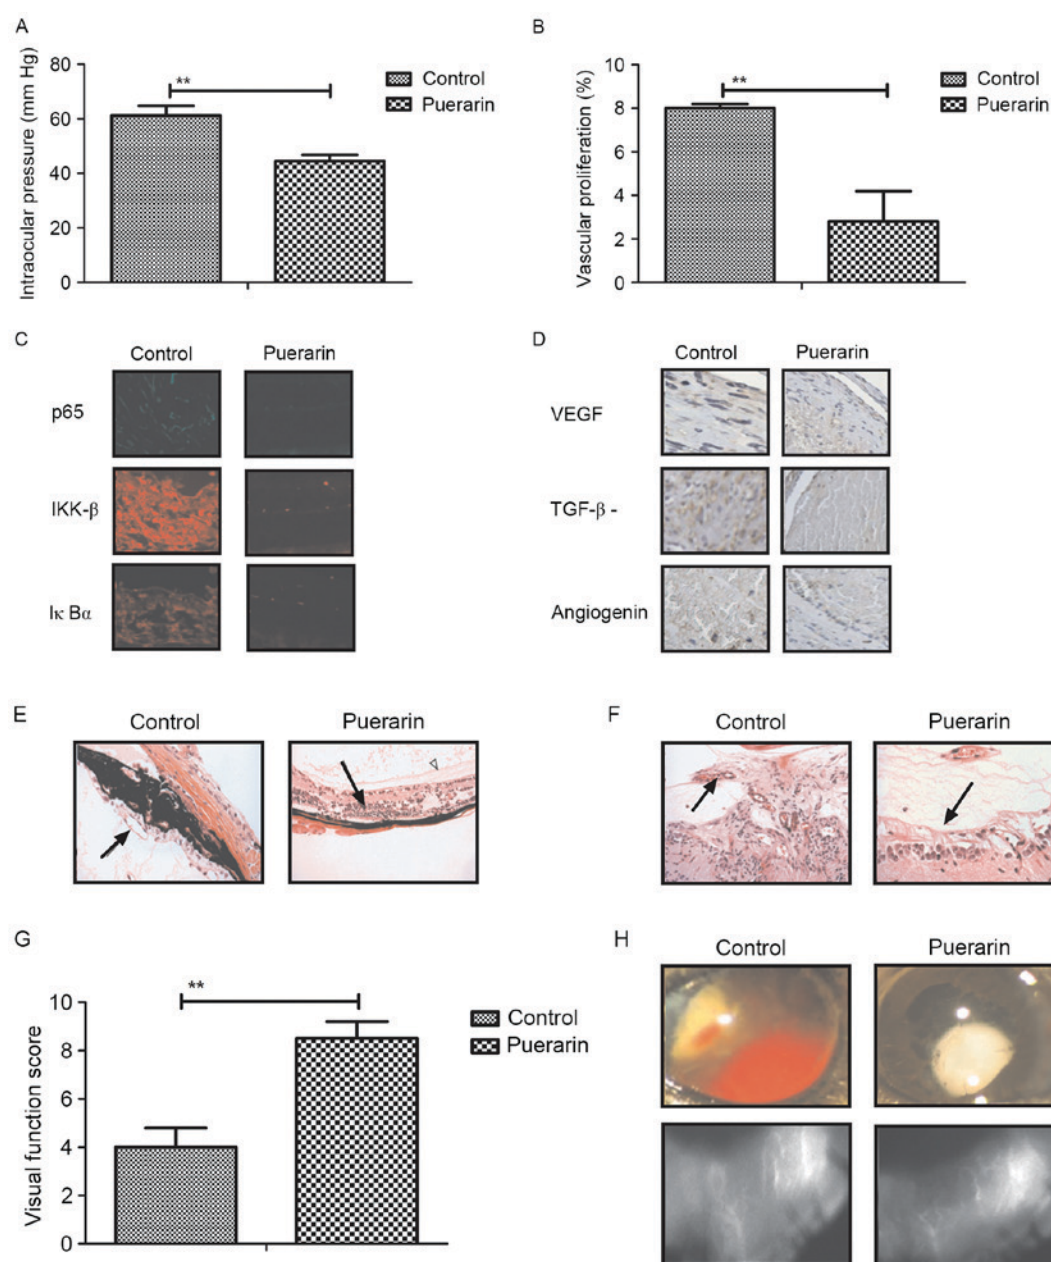 A
Intraocular pressure (mm Hg)
80
60
40
20
0
**
Control
Puerarin
B
Vascular proliferation (%)
10
8
6
4
2
0
**
Control
Puerarin
C
Control Puerarin
p65
IKK-β
Iκ Bα
D
Control Puerarin
VEGF
TGF-β -
Angiogenin
E
Control Puerarin
F
Control Puerarin
G
Visual function score
10
8
6
4
2
0
**
Control
Puerarin
H
Control Puerarin